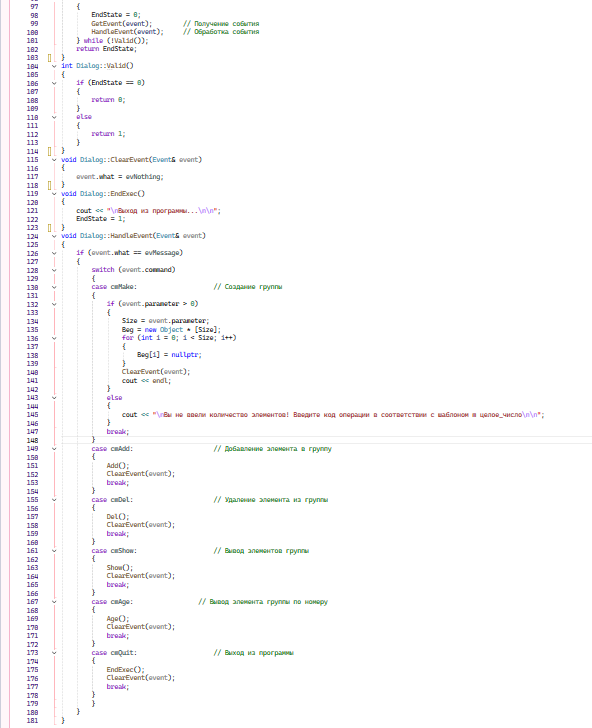 97 {
98 EndState = 0;
99 GetEvent(event); // Получение события
100 HandleEvent(event); // Обработка события
101 } while (!Valid());
102 return EndState;
103 }
104 int Dialog::Valid()
105 {
106 if (EndState == 0)
107 {
108 return 0;
109 }
110 else
111 {
112 return 1;
113 }
114 }
115 void Dialog::ClearEvent(Event& event)
116 {
117 event.what = evNothing;
118 }
119 void Dialog::EndExec()
120 {
121 cout << "\nВыход из программы...\n\n";
122 EndState = 1;
123 }
124 void Dialog::HandleEvent(Event& event)
125 {
126 if (event.what == evMessage)
127 {
128 switch (event.command)
129 {
130 case cmMake: // Создание группы
131 {
132 if (event.parameter > 0)
133 {
134 Size = event.parameter;
135 Beg = new Object * [Size];
136 for (int i = 0; i < Size; i++)
137 {
138 Beg[i] = nullptr;
139 }
140 ClearEvent(event);
141 cout << endl;
142 }
143 else
144 {
145 cout << "\nВы не ввели количество элементов! Введите код операции в соответствии с шаблоном m целое_число\n\n";
146 }
147 break;
148 }
149 case cmAdd: // Добавление элемента в группу
150 {
151 Add();
152 ClearEvent(event);
153 break;
154 }
155 case cmDel: // Удаление элемента из группы
156 {
157 Del();
158 ClearEvent(event);
159 break;
160 }
161 case cmShow: // Вывод элементов группы
162 {
163 Show();
164 ClearEvent(event);
165 break;
166 }
167 case cmAge: // Вывод элемента группы по номеру
168 {
169 Age();
170 ClearEvent(event);
171 break;
172 }
173 case cmQuit: // Выход из программы
174 {
175 EndExec();
176 ClearEvent(event);
177 break;
178 }
179 }
180 }
181 }